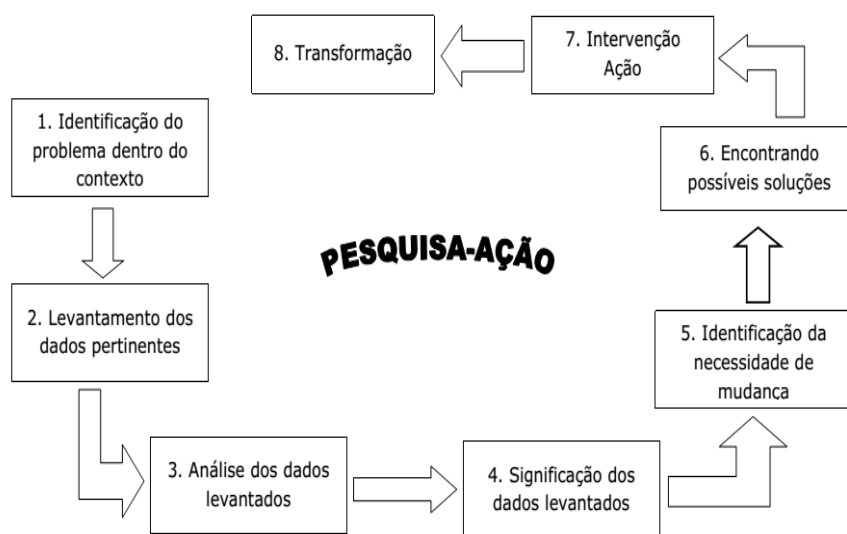 1. Identificação do
problema dentro do
contexto
2. Levantamento dos
dados pertinentes
3. Análise dos dados
levantados
4. Significação dos
dados levantados
5. Identificação da
necessidade de
mudança
6. Encontrando
possíveis soluções
7. Intervenção
Ação
8. Transformação
PESQUISA-AÇÃO